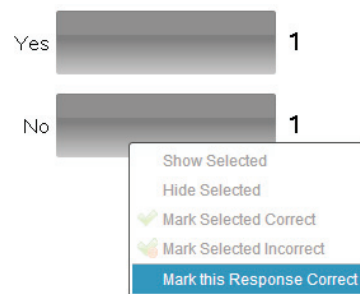 Yes 1
No 1
Show Selected
Hide Selected
Mark Selected Correct
Mark Selected Incorrect
Mark this Response Correct